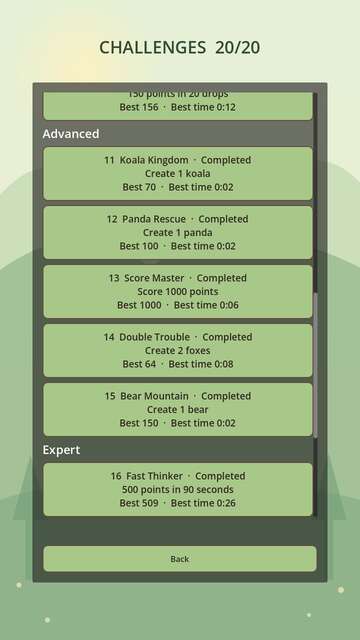 CHALLENGES 20/20
150 points in 20 drops
Best 156 · Best time 0:12
Advanced
11 Koala Kingdom · Completed
Create 1 koala
Best 70 · Best time 0:02
12 Panda Rescue · Completed
Create 1 panda
Best 100 · Best time 0:02
13 Score Master · Completed
Score 1000 points
Best 1000 · Best time 0:06
14 Double Trouble · Completed
Create 2 foxes
Best 64 · Best time 0:08
15 Bear Mountain · Completed
Create 1 bear
Best 150 · Best time 0:02
Expert
16 Fast Thinker · Completed
500 points in 90 seconds
Best 509 · Best time 0:26
Back